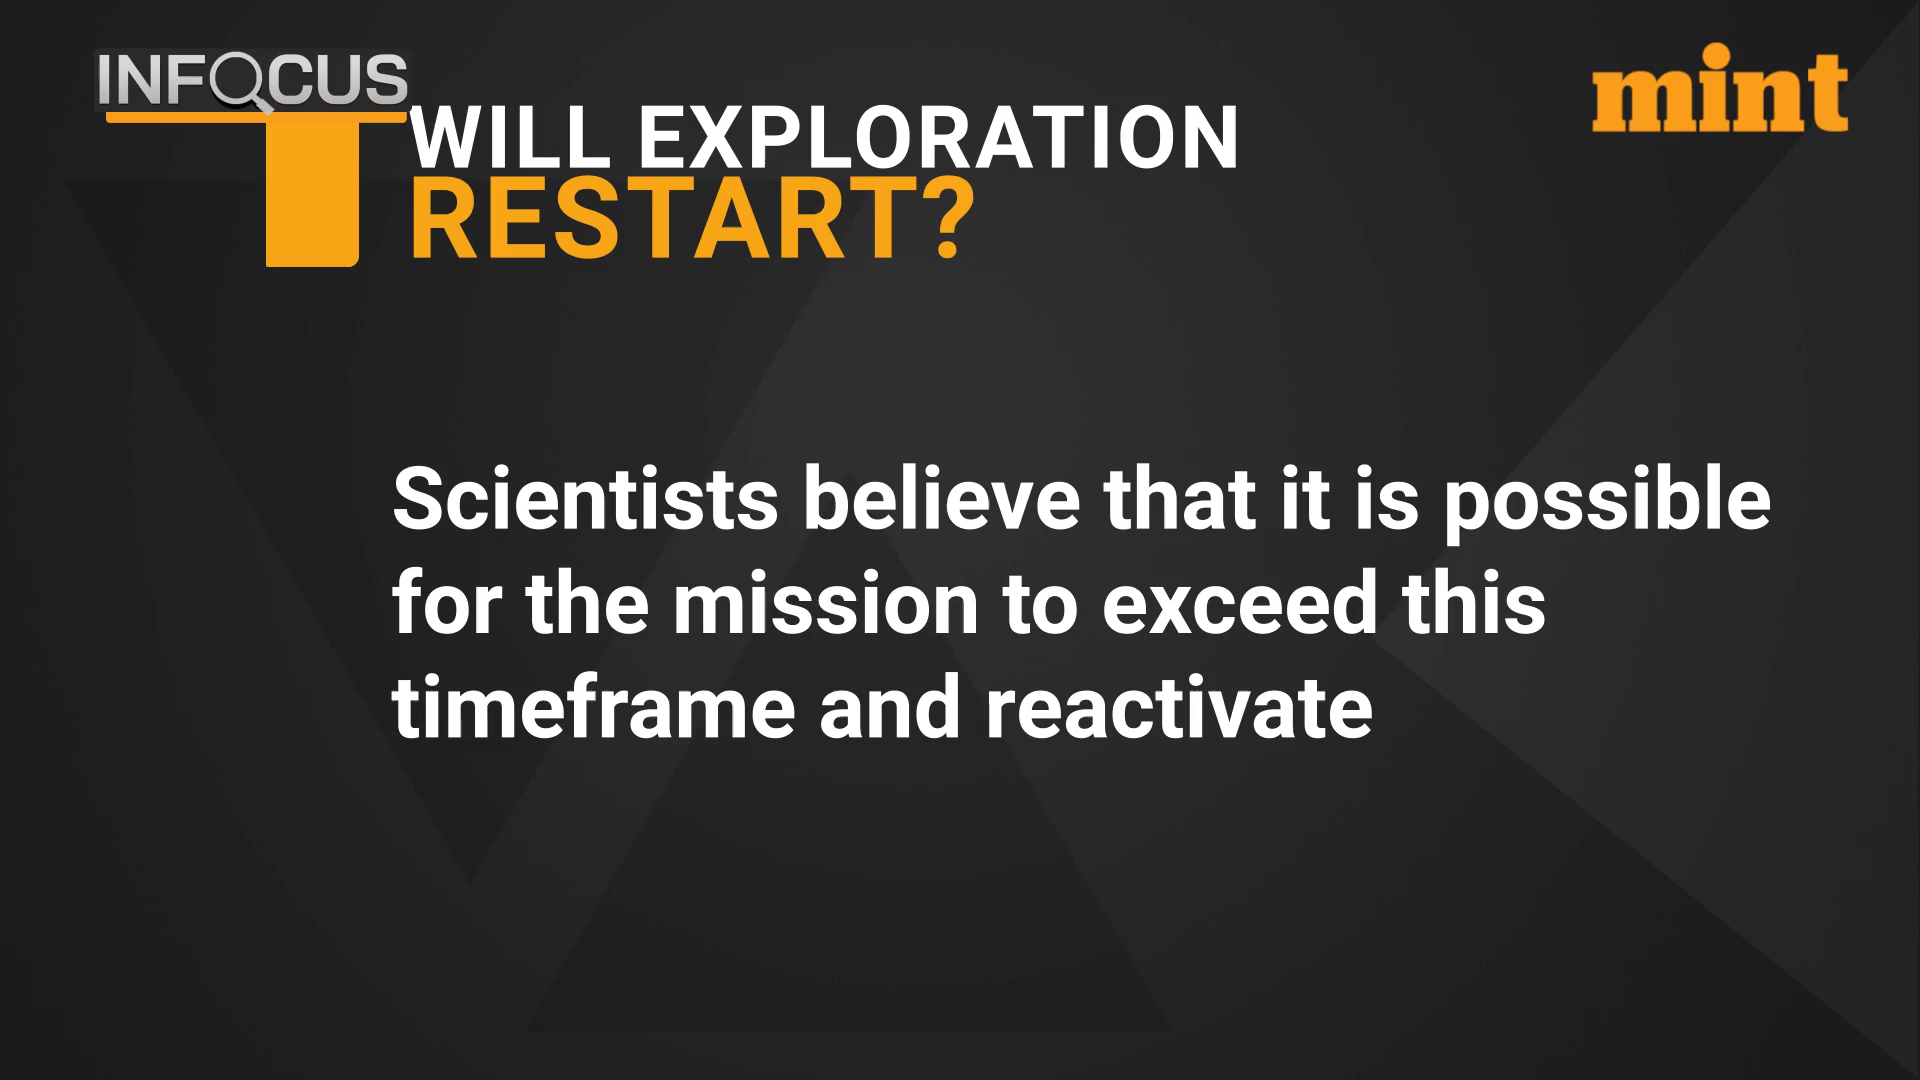 INFOCUS
mint
WILL EXPLORATION
RESTART?
Scientists believe that it is possible
for the mission to exceed this
timeframe and reactivate